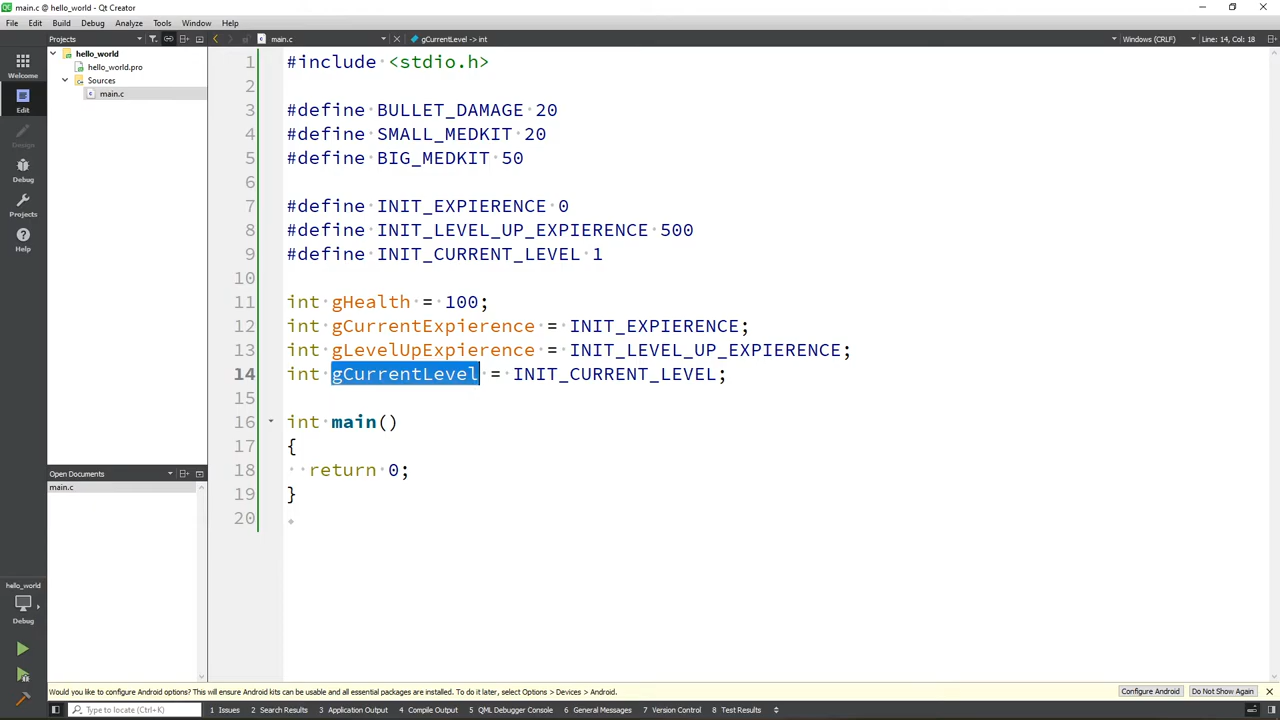 main.c @ hello_world - Qt Creator
File Edit Build Debug Analyze Tools Window Help
Projects main.c gCurrentLevel -> int Windows (CRLF) Line: 14, Col: 18
Welcome
Edit
Design
Debug
Projects
Help
hello_world
hello_world.pro
Sources
main.c
1 #include <stdio.h>
2
3 #define BULLET_DAMAGE 20
4 #define SMALL_MEDKIT 20
5 #define BIG_MEDKIT 50
6
7 #define INIT_EXPIERENCE 0
8 #define INIT_LEVEL_UP_EXPIERENCE 500
9 #define INIT_CURRENT_LEVEL 1
10
11 int gHealth = 100;
12 int gCurrentExpierence = INIT_EXPIERENCE;
13 int gLevelUpExpierence = INIT_LEVEL_UP_EXPIERENCE;
14 int gCurrentLevel = INIT_CURRENT_LEVEL;
15
16 int main()
17 {
18 return 0;
19 }
20
Open Documents
main.c
hello_world
Debug
Would you like to configure Android options? This will ensure Android kits can be usable and all essential packages are installed. To do it later, select Options > Devices > Android. Configure Android Do Not Show Again
Type to locate (Ctrl+K) 1 Issues 2 Search Results 3 Application Output 4 Compile Output 5 QML Debugger Console 6 General Messages 7 Version Control 8 Test Results